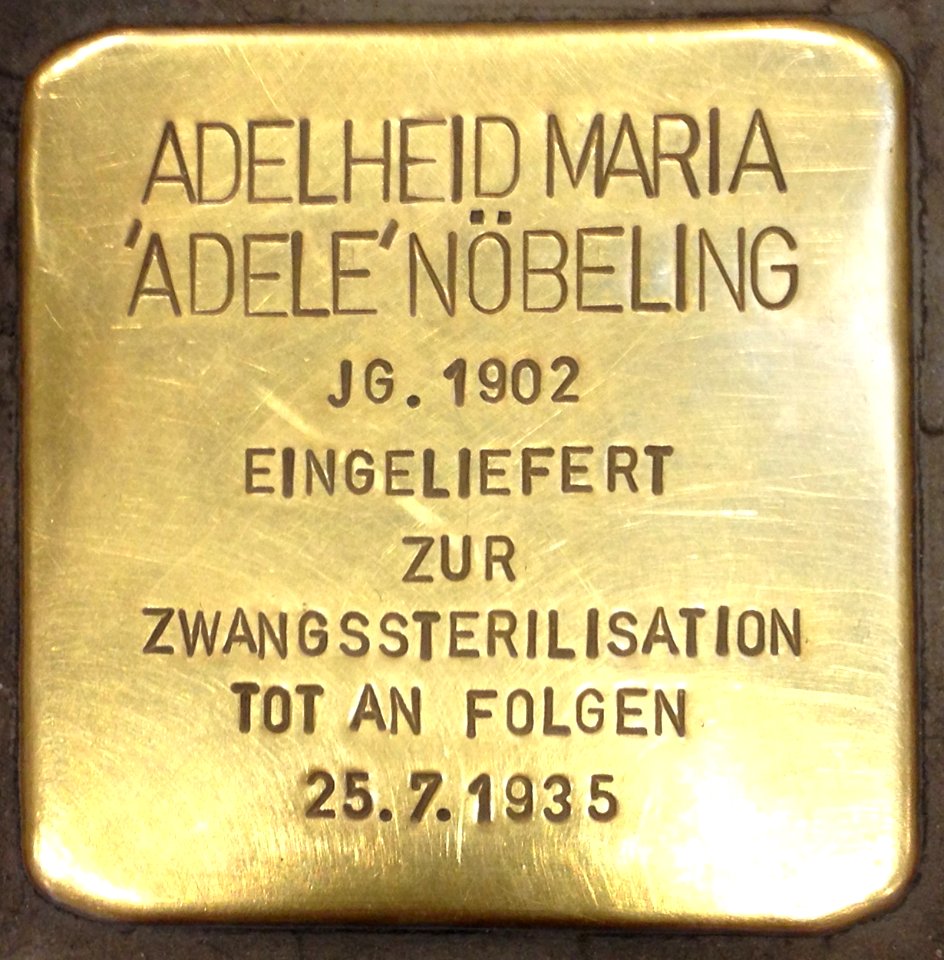 ADELHEID MARIA
'ADELE' NÖBELING
JG. 1902
EINGELIEFERT
ZUR
ZWANGSSTERILISATION
TOT AN FOLGEN
25.7.1935